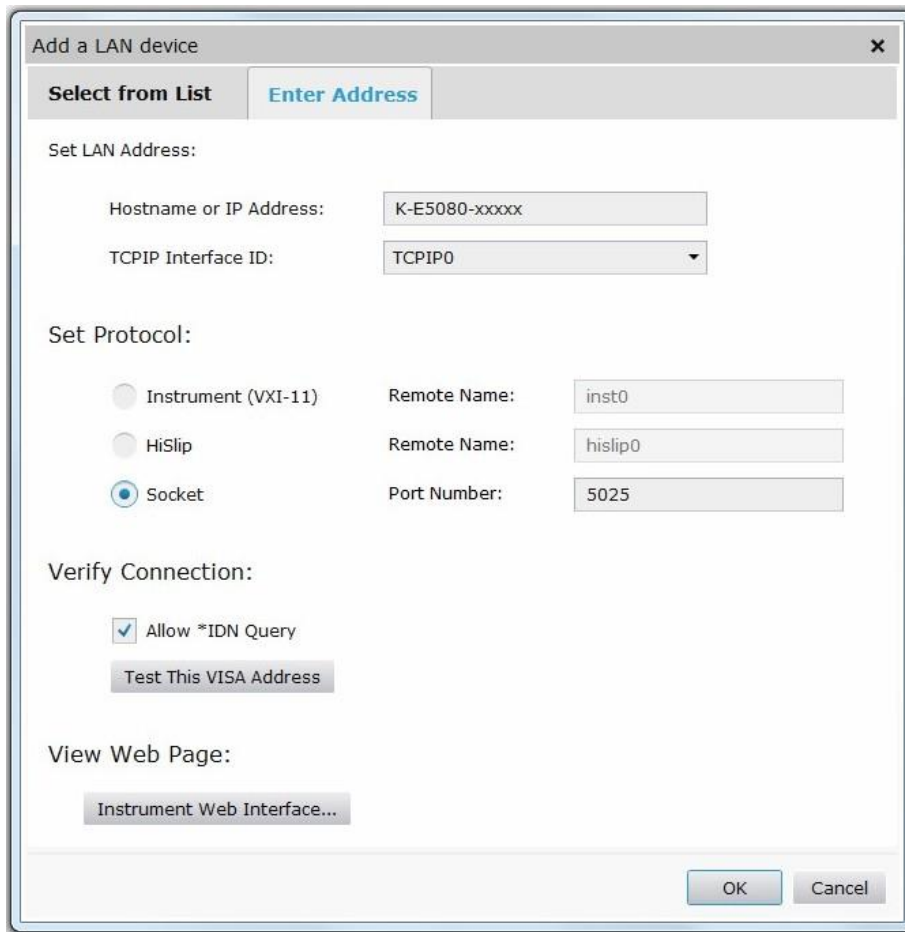 Add a LAN device
Select from List Enter Address
Set LAN Address:
Hostname or IP Address: K-E5080-xxxxx
TCPIP Interface ID: TCPIP0
Set Protocol:
Instrument (VXI-11) Remote Name: inst0
HiSlip Remote Name: hislip0
Socket Port Number: 5025
Verify Connection:
Allow *IDN Query
Test This VISA Address
View Web Page:
Instrument Web Interface...
OK Cancel